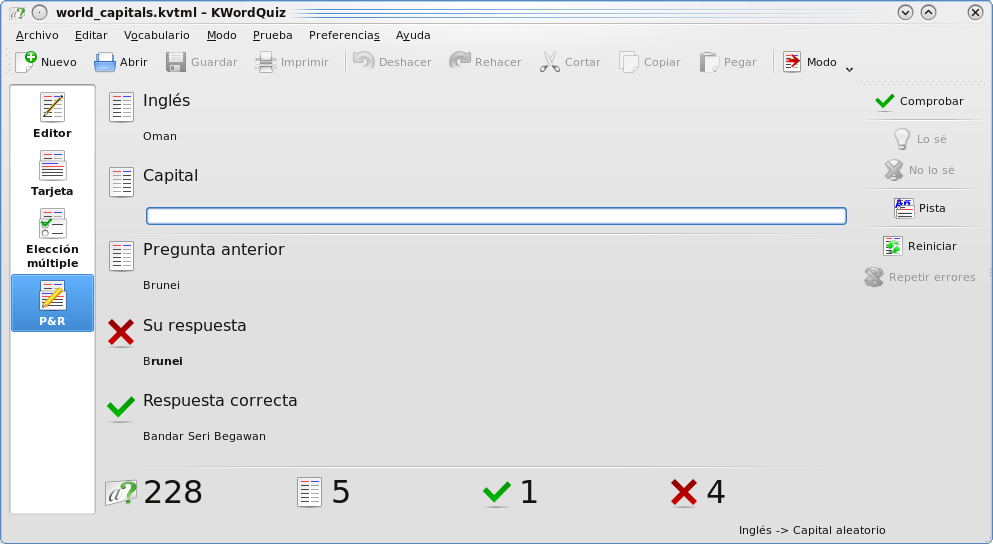 world_capitals.kvtml – KWordQuiz
Archivo Editar Vocabulario Modo Prueba Preferencias Ayuda
Nuevo Abrir Guardar Imprimir Deshacer Rehacer Cortar Copiar Pegar Modo
Editor
Tarjeta
Elección
múltiple
P&R
Inglés
Oman
Capital
Pregunta anterior
Brunei
Su respuesta
Brunei
Respuesta correcta
Bandar Seri Begawan
Comprobar
Lo sé
No lo sé
Pista
Reiniciar
Repetir errores
a? 228 5 1 4
Inglés -> Capital aleatorio